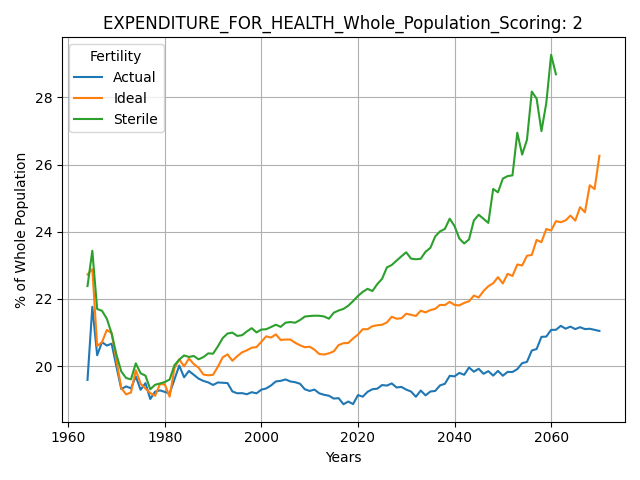 EXPENDITURE_FOR_HEALTH_Whole_Population_Scoring: 2
Fertility
Actual
Ideal
Sterile
% of Whole Population
28
26
24
22
20
1960 1980 2000 2020 2040 2060
Years